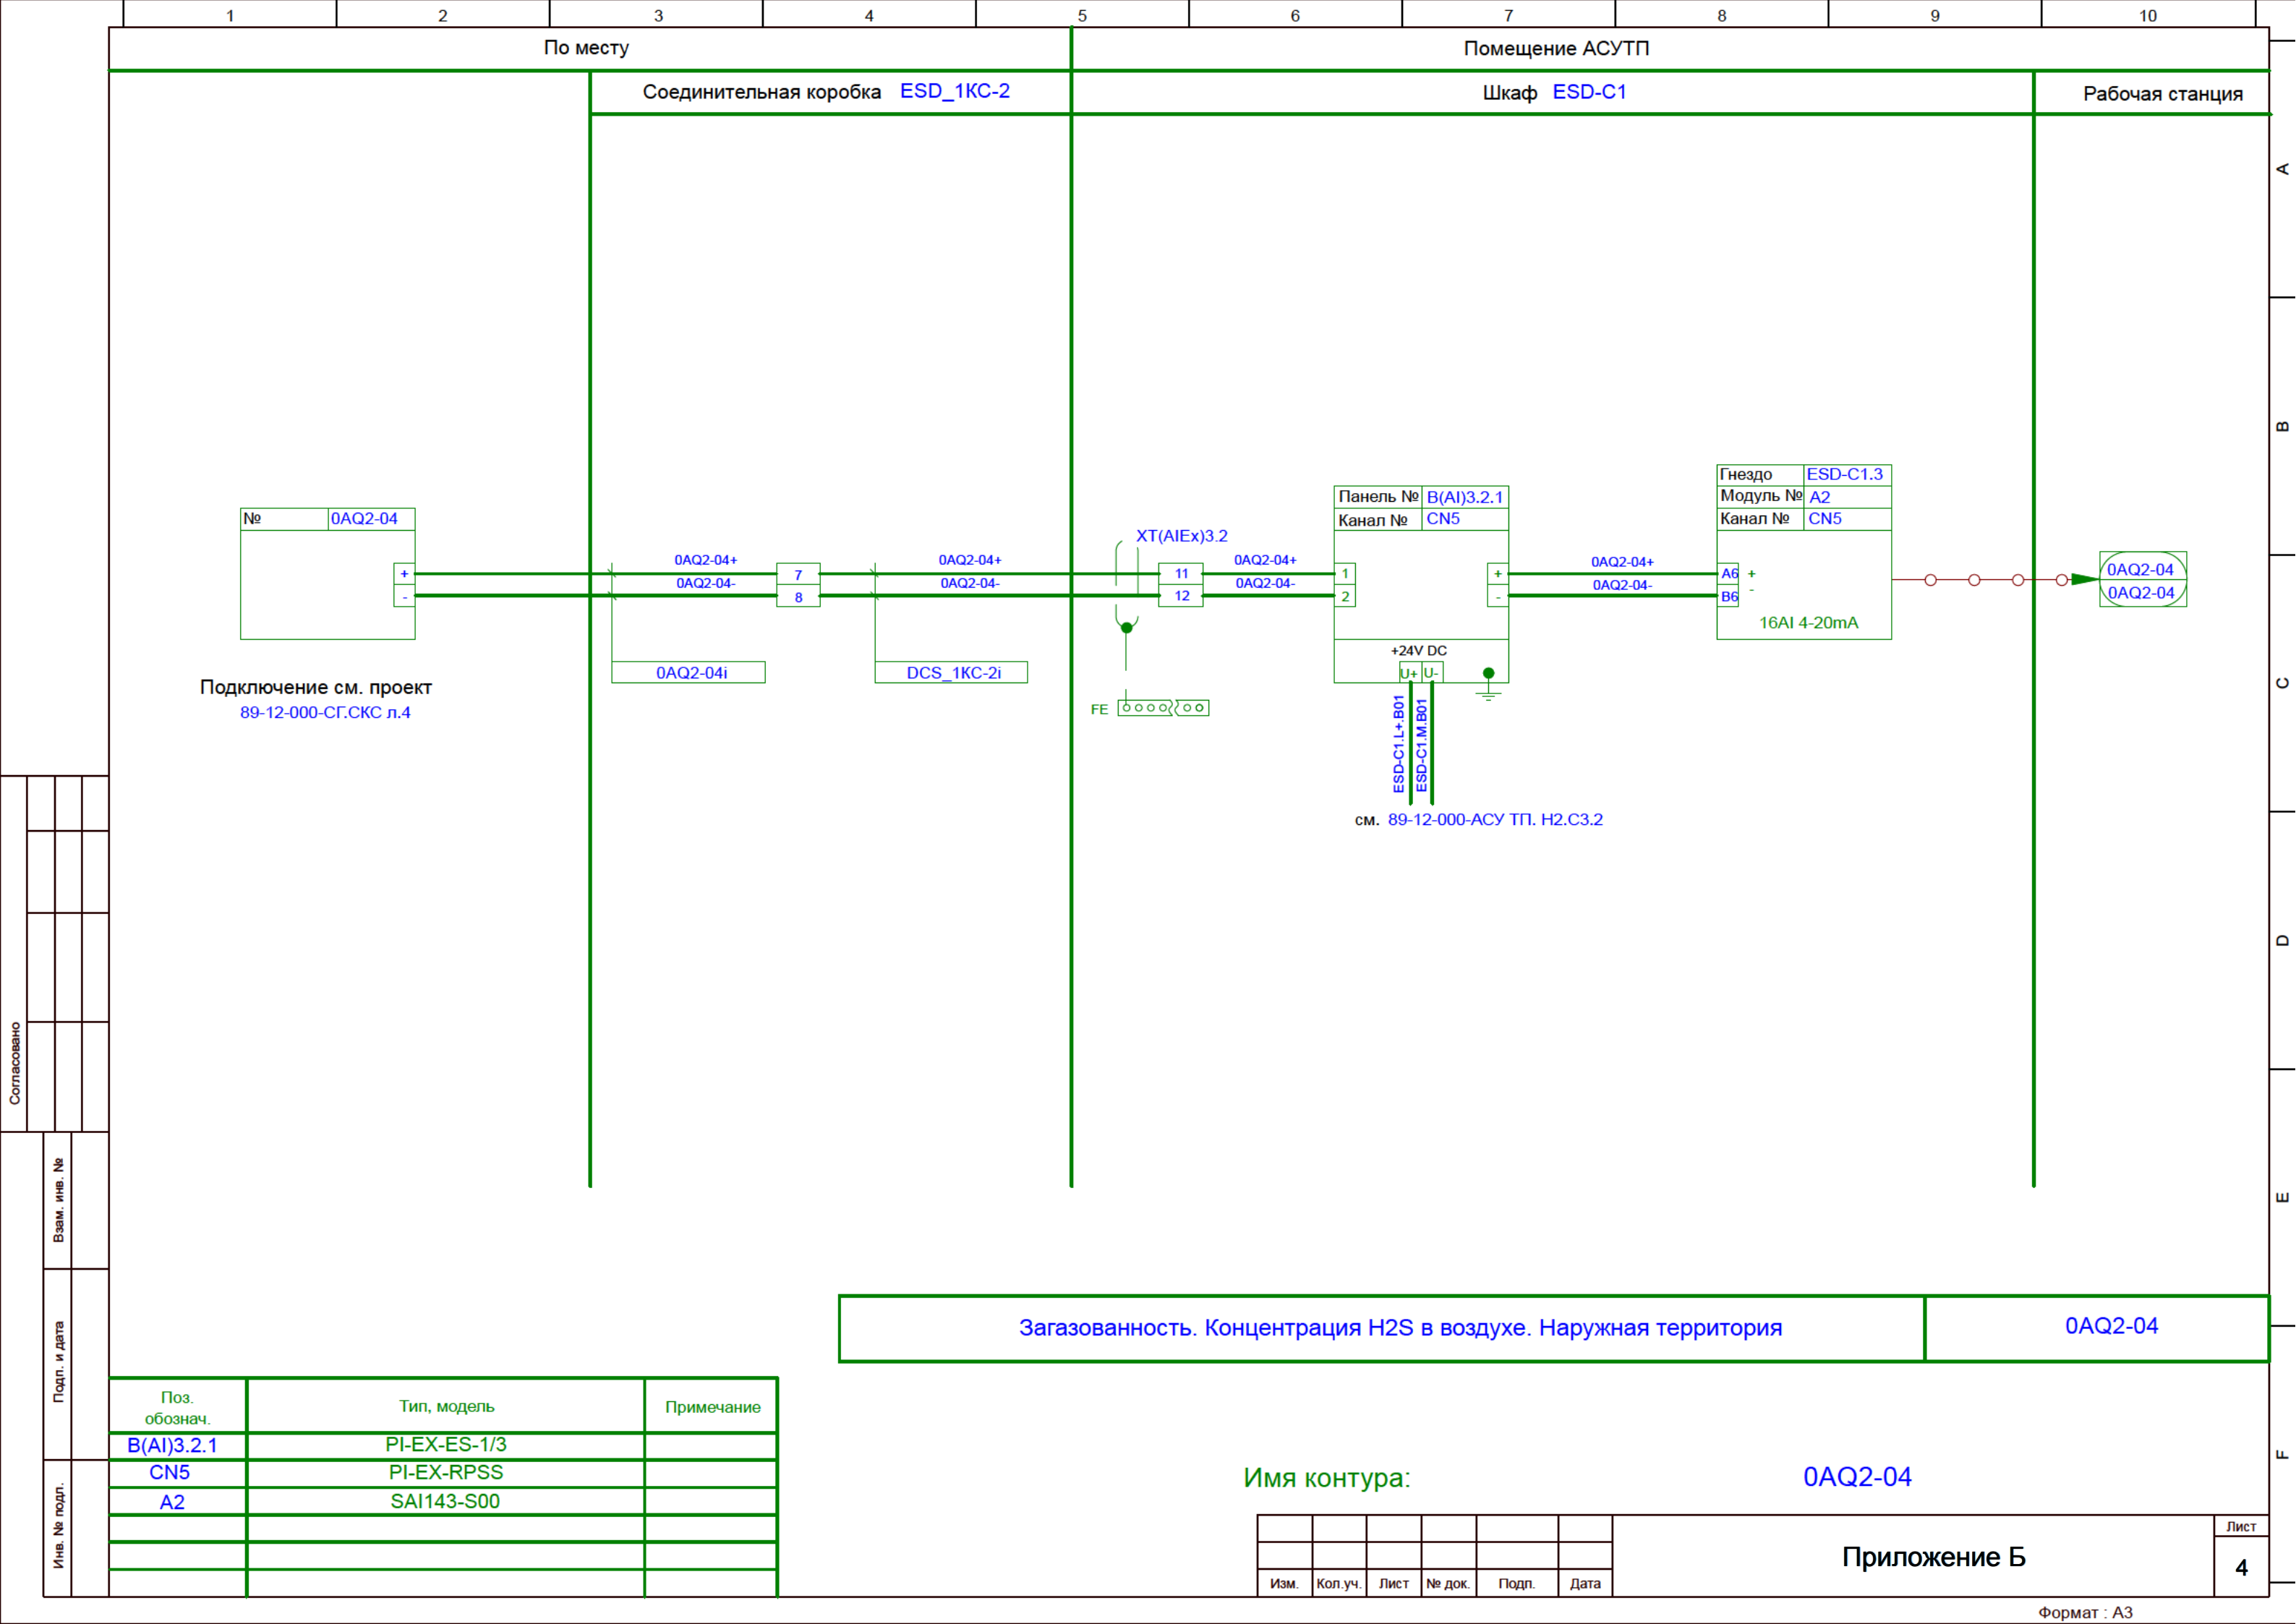 1 2 3 4 5 6 7 8 9 10
По месту
Помещение АСУТП
Соединительная коробка ESD_1КС-2
Шкаф ESD-C1
Рабочая станция
A
B
C
D
E
F
Гнездо ESD-C1.3
Модуль № A2
Канал № CN5
Панель № B(AI)3.2.1
Канал № CN5
№ 0AQ2-04
XT(AIEx)3.2
0AQ2-04+
0AQ2-04+
0AQ2-04+
0AQ2-04+
+ 7 11 1 + A6 +
0AQ2-04-
0AQ2-04-
0AQ2-04-
0AQ2-04-
- 8 12 2 - B6 -
0AQ2-04
0AQ2-04
16AI 4-20mA
+24V DC
U+ U-
0AQ2-04i
DCS_1КС-2i
Подключение см. проект
89-12-000-СГ.СКС л.4
FE
ESD-C1.L+.B01
ESD-C1.M.B01
см. 89-12-000-АСУ ТП. Н2.С3.2
Согласовано
Взам. инв. №
Подп. и дата
Инв. № подл.
Загазованность. Концентрация H2S в воздухе. Наружная территория
0AQ2-04
Поз.
обознач.
Тип, модель
Примечание
B(AI)3.2.1 PI-EX-ES-1/3
CN5 PI-EX-RPSS
A2 SAI143-S00
Имя контура: 0AQ2-04
Изм. Кол.уч. Лист № док. Подп. Дата
Приложение Б
Лист
4
Формат : А3